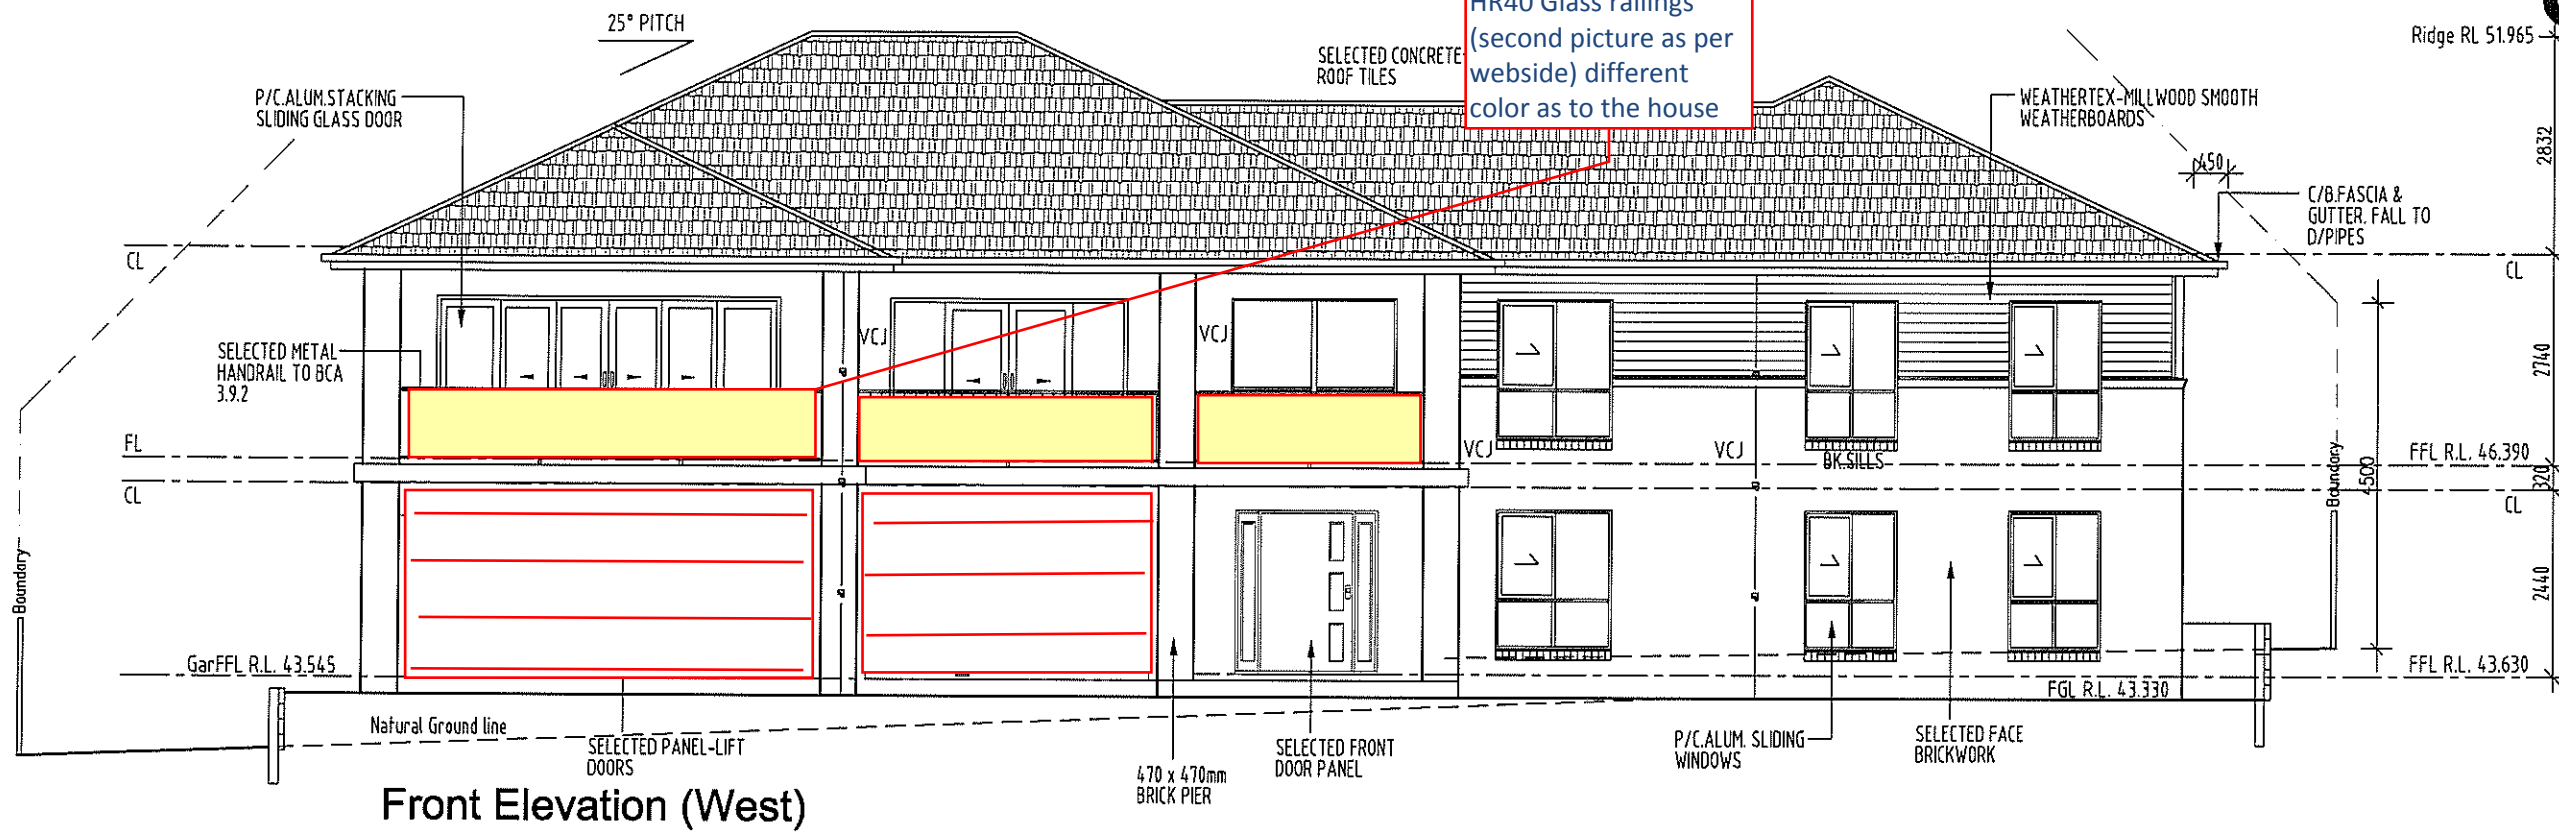 25° PITCH
HR40 Glass railings
(second picture as per
webside) different
color as to the house
SELECTED CONCRETE
ROOF TILES
Ridge RL 51.965
P/C.ALUM.STACKING
SLIDING GLASS DOOR
WEATHERTEX-MILLWOOD SMOOTH
WEATHERBOARDS
2832
450
C/B.FASCIA &
GUTTER. FALL TO
D/PIPES
CL
CL
VCJ
VCJ
SELECTED METAL
HANDRAIL TO BCA
3.9.2
2740
FL
VCJ
VCJ
BK.SILLS
FFL R.L. 46.390
CL
4500
320
CL
Boundary
Boundary
2440
GarFFL R.L. 43.545
FFL R.L. 43.630
FGL R.L. 43.330
Natural Ground line
SELECTED PANEL-LIFT
DOORS
470 x 470mm
BRICK PIER
SELECTED FRONT
DOOR PANEL
P/C.ALUM. SLIDING
WINDOWS
SELECTED FACE
BRICKWORK
Front Elevation (West)